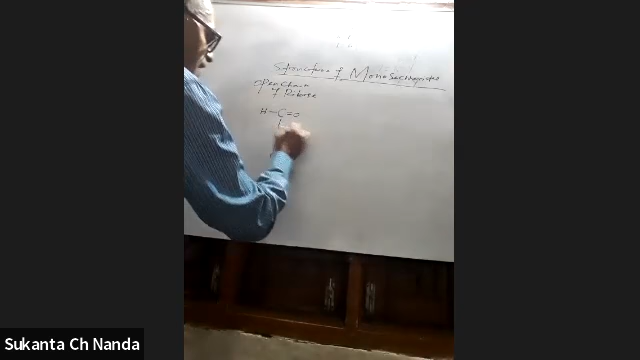 Structure of Monosaccharides
Open Chain
of Ribose
H-C=O
Sukanta Ch Nanda